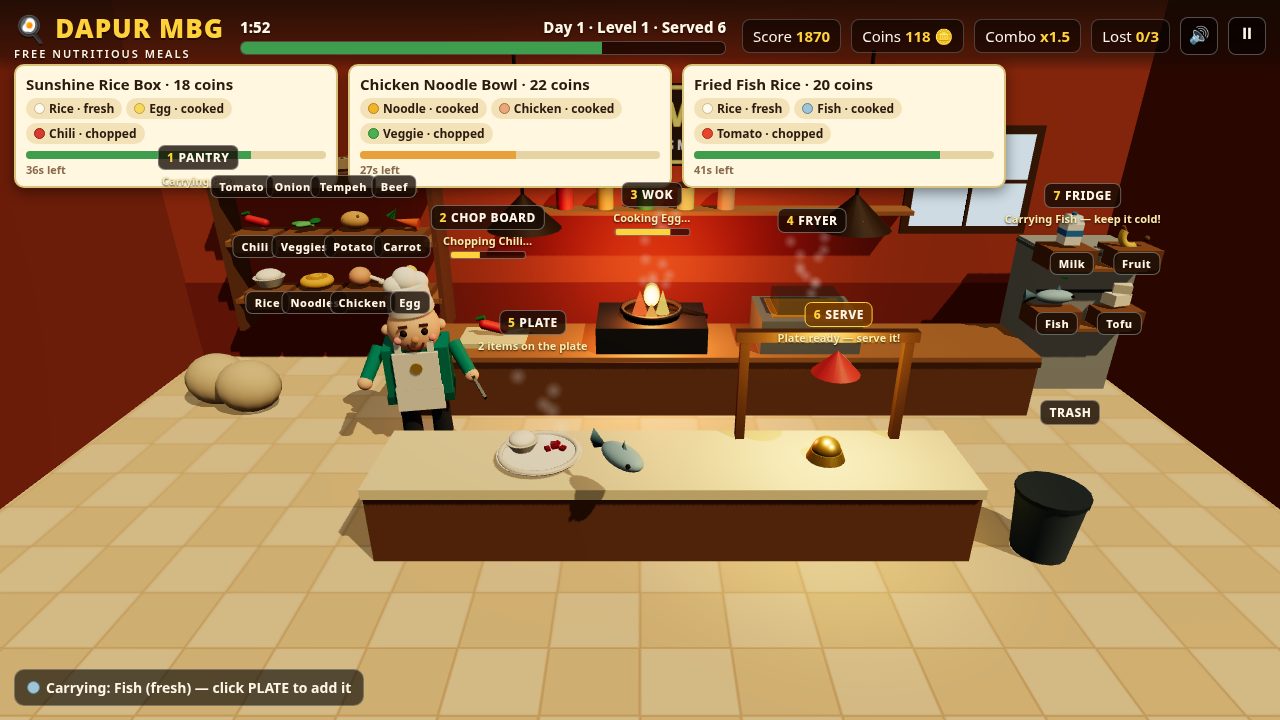 DAPUR MBG
FREE NUTRITIOUS MEALS
1:52
Day 1 · Level 1 · Served 6
Score 1870
Coins 118
Combo x1.5
Lost 0/3
Sunshine Rice Box · 18 coins
Rice · fresh
Egg · cooked
Chili · chopped
36s left
Chicken Noodle Bowl · 22 coins
Noodle · cooked
Chicken · cooked
Veggie · chopped
27s left
Fried Fish Rice · 20 coins
Rice · fresh
Fish · cooked
Tomato · chopped
41s left
1 PANTRY
Carrying
Tomato
Onion
Tempeh
Beef
Chili
Veggies
Potato
Carrot
Rice
Noodle
Chicken
Egg
2 CHOP BOARD
Chopping Chili...
3 WOK
Cooking Egg...
4 FRYER
7 FRIDGE
Carrying Fish — keep it cold!
Milk
Fruit
Fish
Tofu
5 PLATE
2 items on the plate
6 SERVE
Plate ready — serve it!
TRASH
Carrying: Fish (fresh) — click PLATE to add it